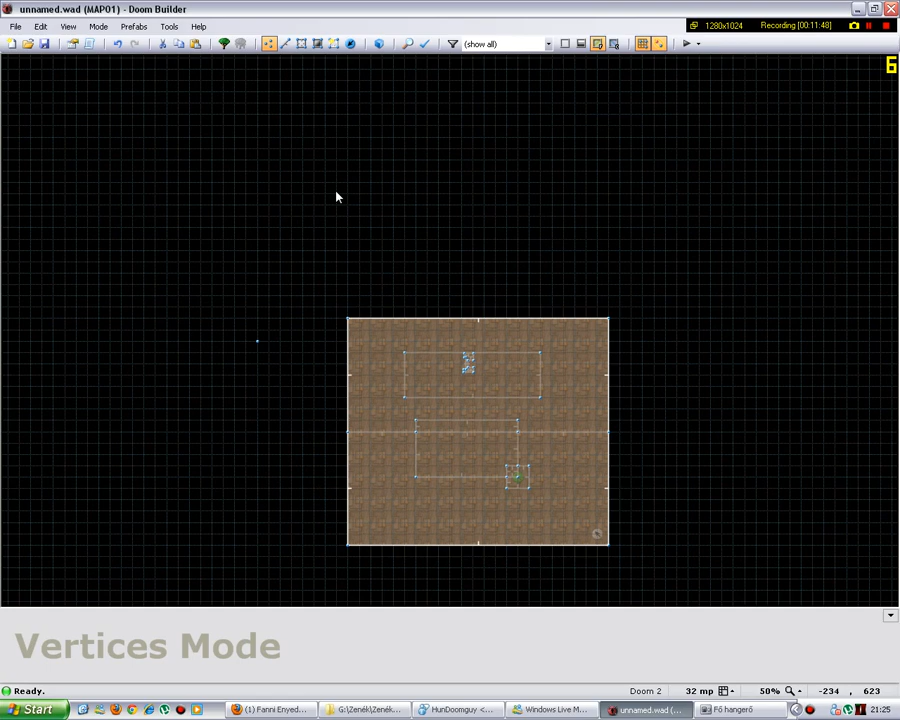 unnamed.wad (MAP01) - Doom Builder
File Edit View Mode Prefabs Tools Help
1280x1024 Recording [00:11:48]
(show all)
6
Vertices Mode
Ready. Doom 2 32 mp 50% -234 , 623
Start (1) Fanni Enyed... G:\Zenék\Zenék... HunDoomguy <... Windows Live M... unnamed.wad (... Fő hangerő 21:25